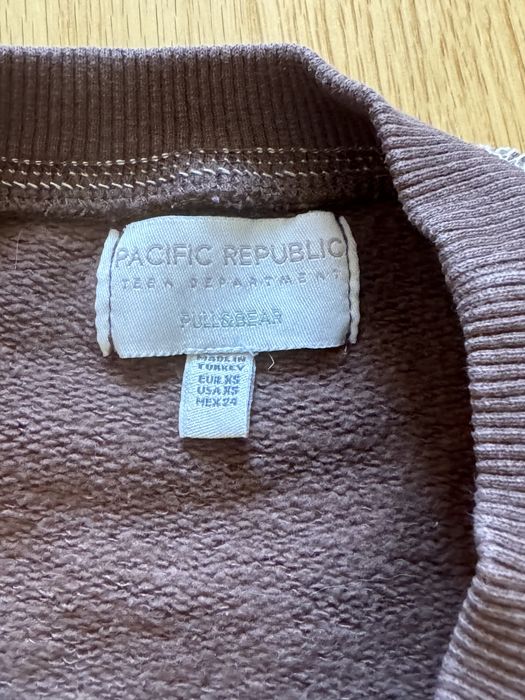 PACIFIC REPUBLIC
TEEN DEPARTMENT
PULL&BEAR
MADE IN
TURKEY
EUR XS
USA XS
MEX 24